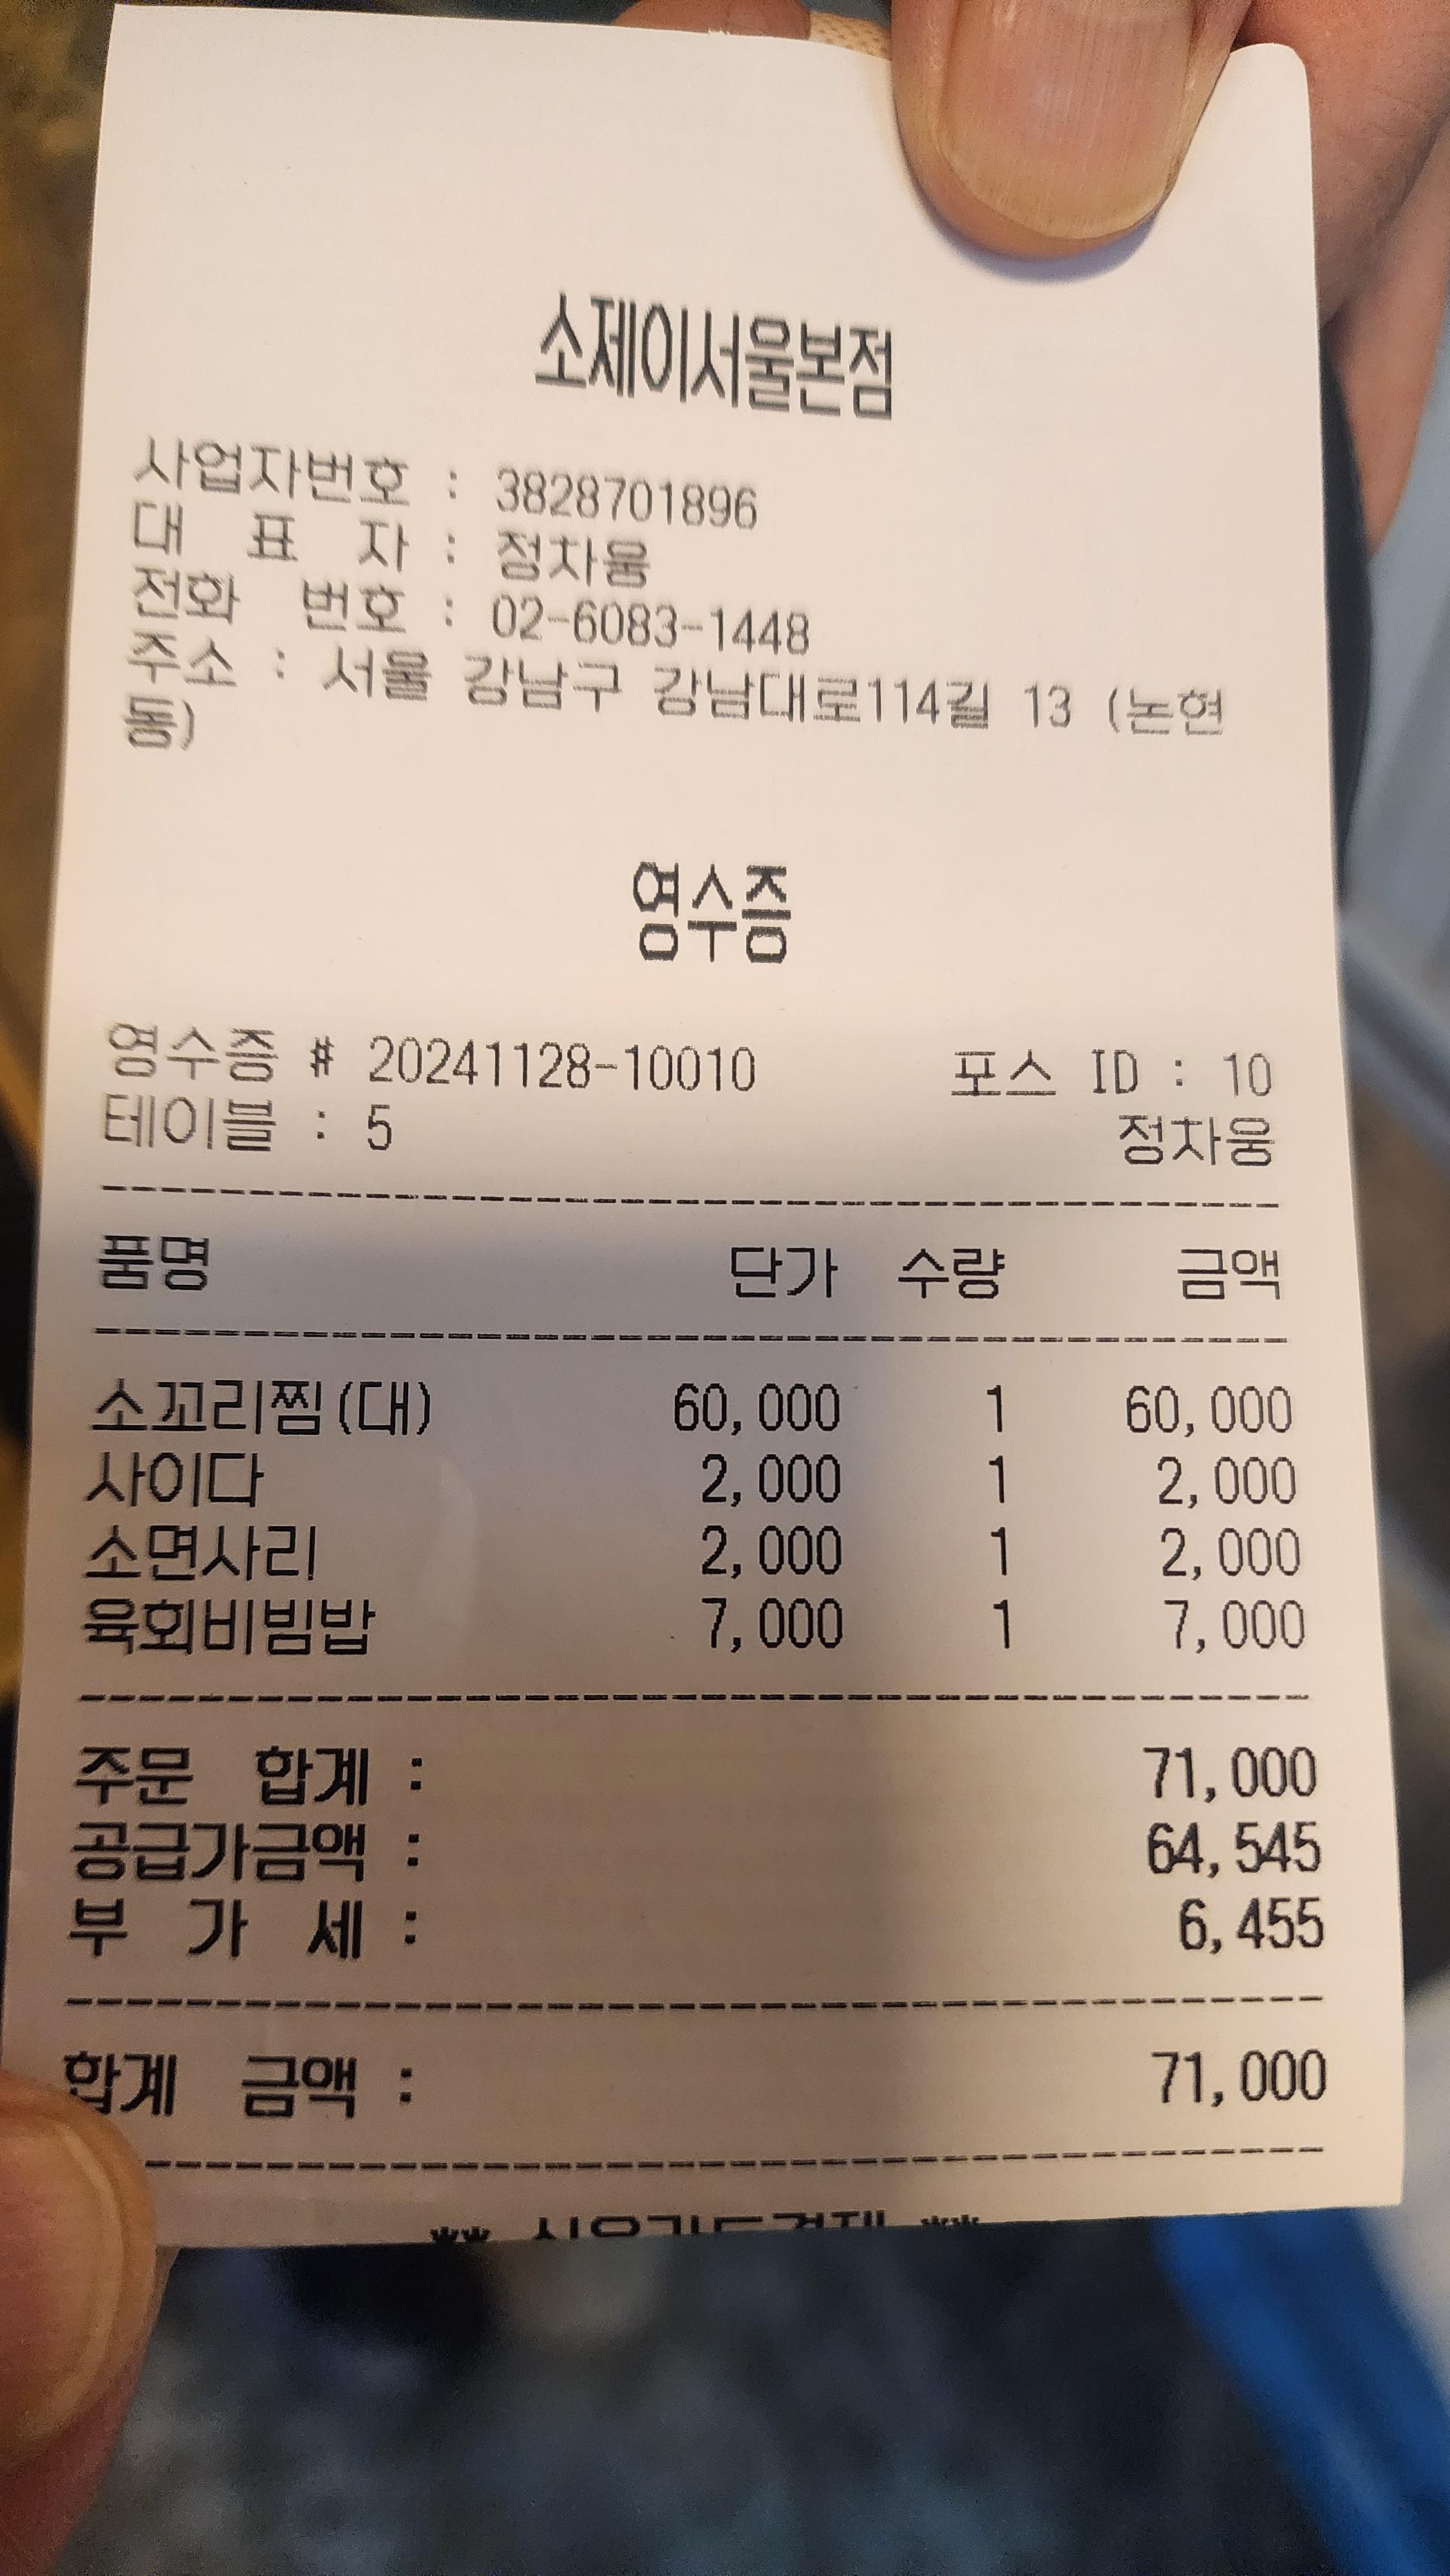 소제이서울본점
사업자번호 : 3828701896
대 표 자 : 정차웅
전화 번호 : 02-6083-1448
주소 : 서울 강남구 강남대로114길 13 (논현
동)
영수증
영수증 # 20241128-10010 포스 ID : 10
테이블 : 5 정차웅
품명 단가 수량 금액
소꼬리찜(대) 60,000 1 60,000
사이다 2,000 1 2,000
소면사리 2,000 1 2,000
육회비빔밥 7,000 1 7,000
주문 합계 : 71,000
공급가금액 : 64,545
부 가 세 : 6,455
합계 금액 : 71,000